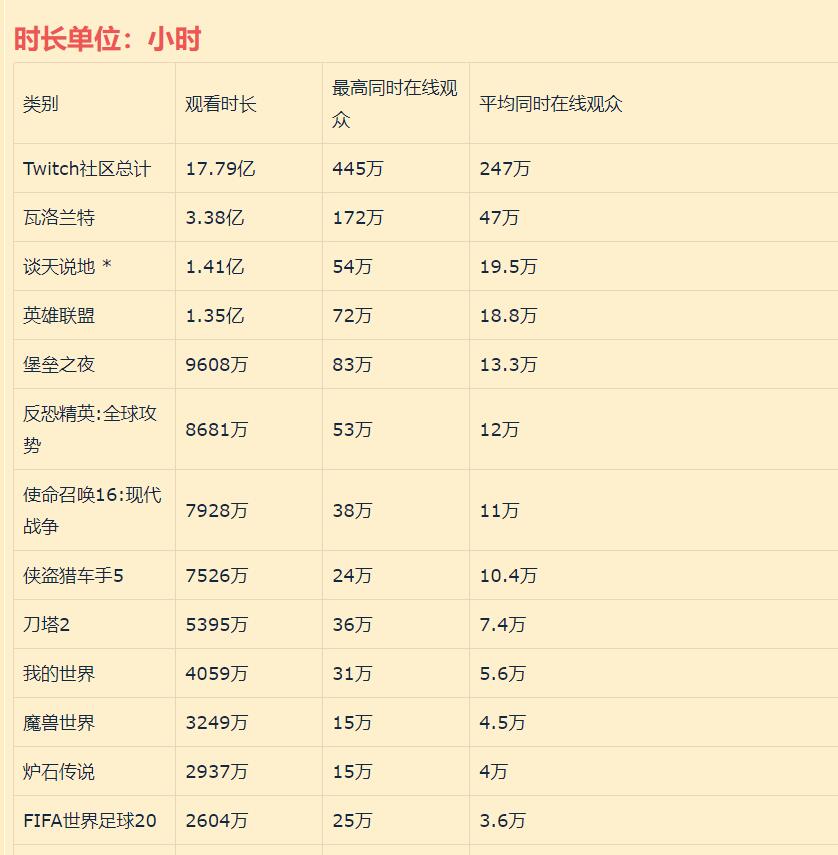 时长单位：小时
类别 观看时长 最高同时在线观众 平均同时在线观众
Twitch社区总计 17.79亿 445万 247万
瓦洛兰特 3.38亿 172万 47万
谈天说地 * 1.41亿 54万 19.5万
英雄联盟 1.35亿 72万 18.8万
堡垒之夜 9608万 83万 13.3万
反恐精英:全球攻势 8681万 53万 12万
使命召唤16:现代战争 7928万 38万 11万
侠盗猎车手5 7526万 24万 10.4万
刀塔2 5395万 36万 7.4万
我的世界 4059万 31万 5.6万
魔兽世界 3249万 15万 4.5万
炉石传说 2937万 15万 4万
FIFA世界足球20 2604万 25万 3.6万